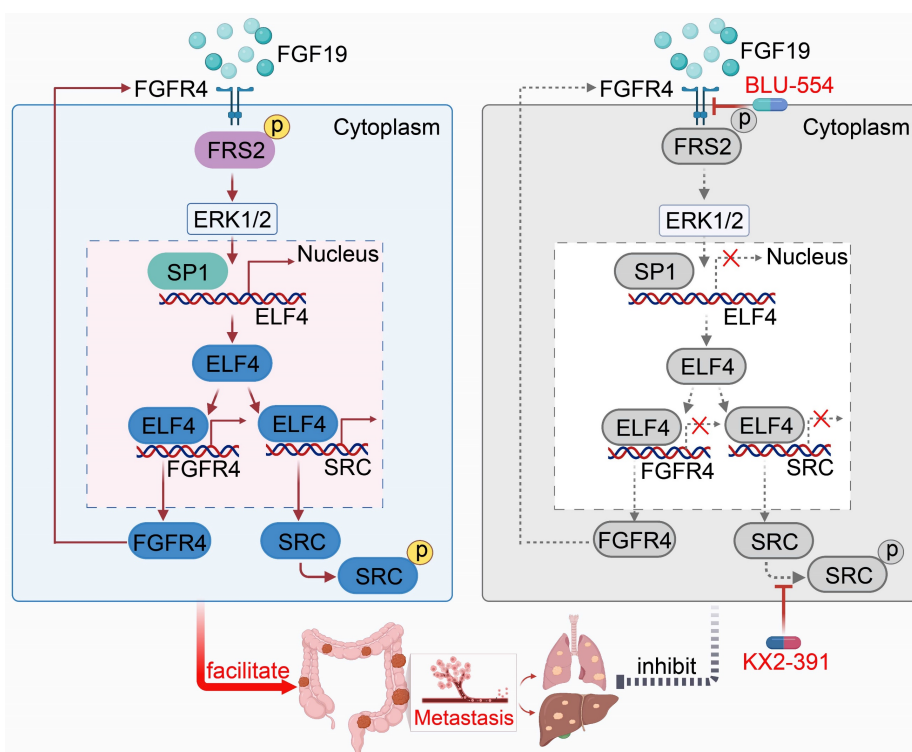 FGF19
FGFR4
Cytoplasm
p
FRS2
ERK1/2
Nucleus
SP1
ELF4
ELF4
ELF4
ELF4
FGFR4
SRC
FGFR4
SRC
p
SRC
FGF19
BLU-554
FGFR4
Cytoplasm
p
FRS2
ERK1/2
Nucleus
SP1
ELF4
ELF4
ELF4
ELF4
FGFR4
SRC
FGFR4
SRC
p
SRC
KX2-391
facilitate
Metastasis
inhibit